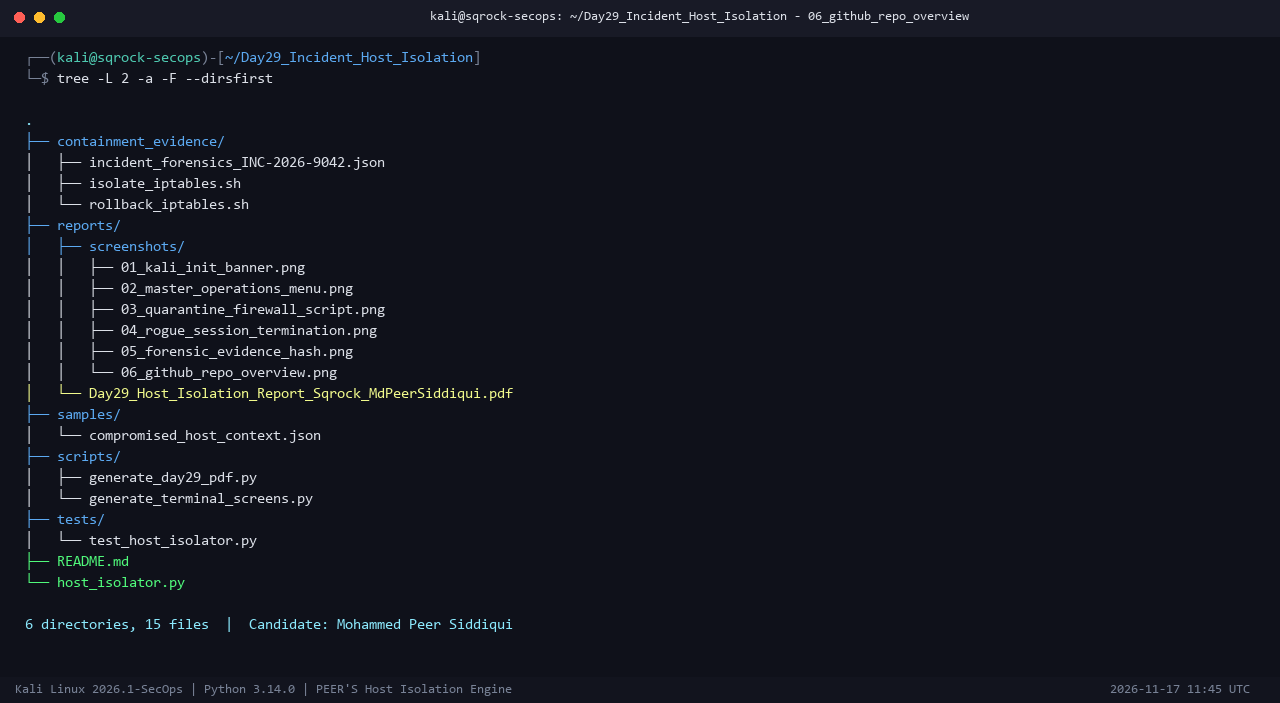 kali@sqrock-secops: ~/Day29_Incident_Host_Isolation - 06_github_repo_overview
┌──(kali@sqrock-secops)-[~/Day29_Incident_Host_Isolation]
└─$ tree -L 2 -a -F --dirsfirst
.
├── containment_evidence/
│   ├── incident_forensics_INC-2026-9042.json
│   ├── isolate_iptables.sh
│   └── rollback_iptables.sh
├── reports/
│   ├── screenshots/
│   │   ├── 01_kali_init_banner.png
│   │   ├── 02_master_operations_menu.png
│   │   ├── 03_quarantine_firewall_script.png
│   │   ├── 04_rogue_session_termination.png
│   │   ├── 05_forensic_evidence_hash.png
│   │   └── 06_github_repo_overview.png
│   └── Day29_Host_Isolation_Report_Sqrock_MdPeerSiddiqui.pdf
├── samples/
│   └── compromised_host_context.json
├── scripts/
│   ├── generate_day29_pdf.py
│   └── generate_terminal_screens.py
├── tests/
│   └── test_host_isolator.py
├── README.md
└── host_isolator.py
6 directories, 15 files  |  Candidate: Mohammed Peer Siddiqui
Kali Linux 2026.1-SecOps | Python 3.14.0 | PEER'S Host Isolation Engine
2026-11-17 11:45 UTC